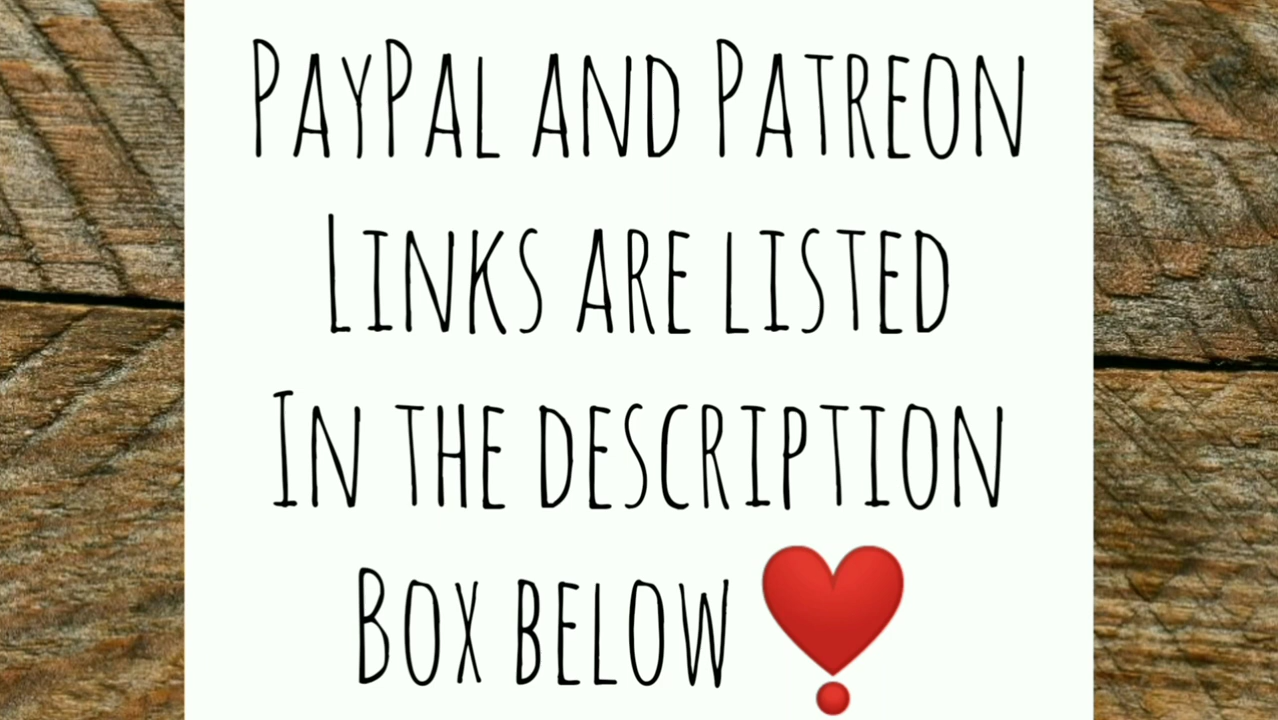 PayPal and Patreon
Links are listed
In the description
Box below ❣